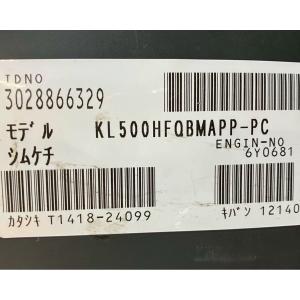 IDNO
3028866329
モデル KL500HFQBMAPP-PC
シムケチ ENGIN-NO
6Y0681
カタシキ T1418-24099 キバン 12140